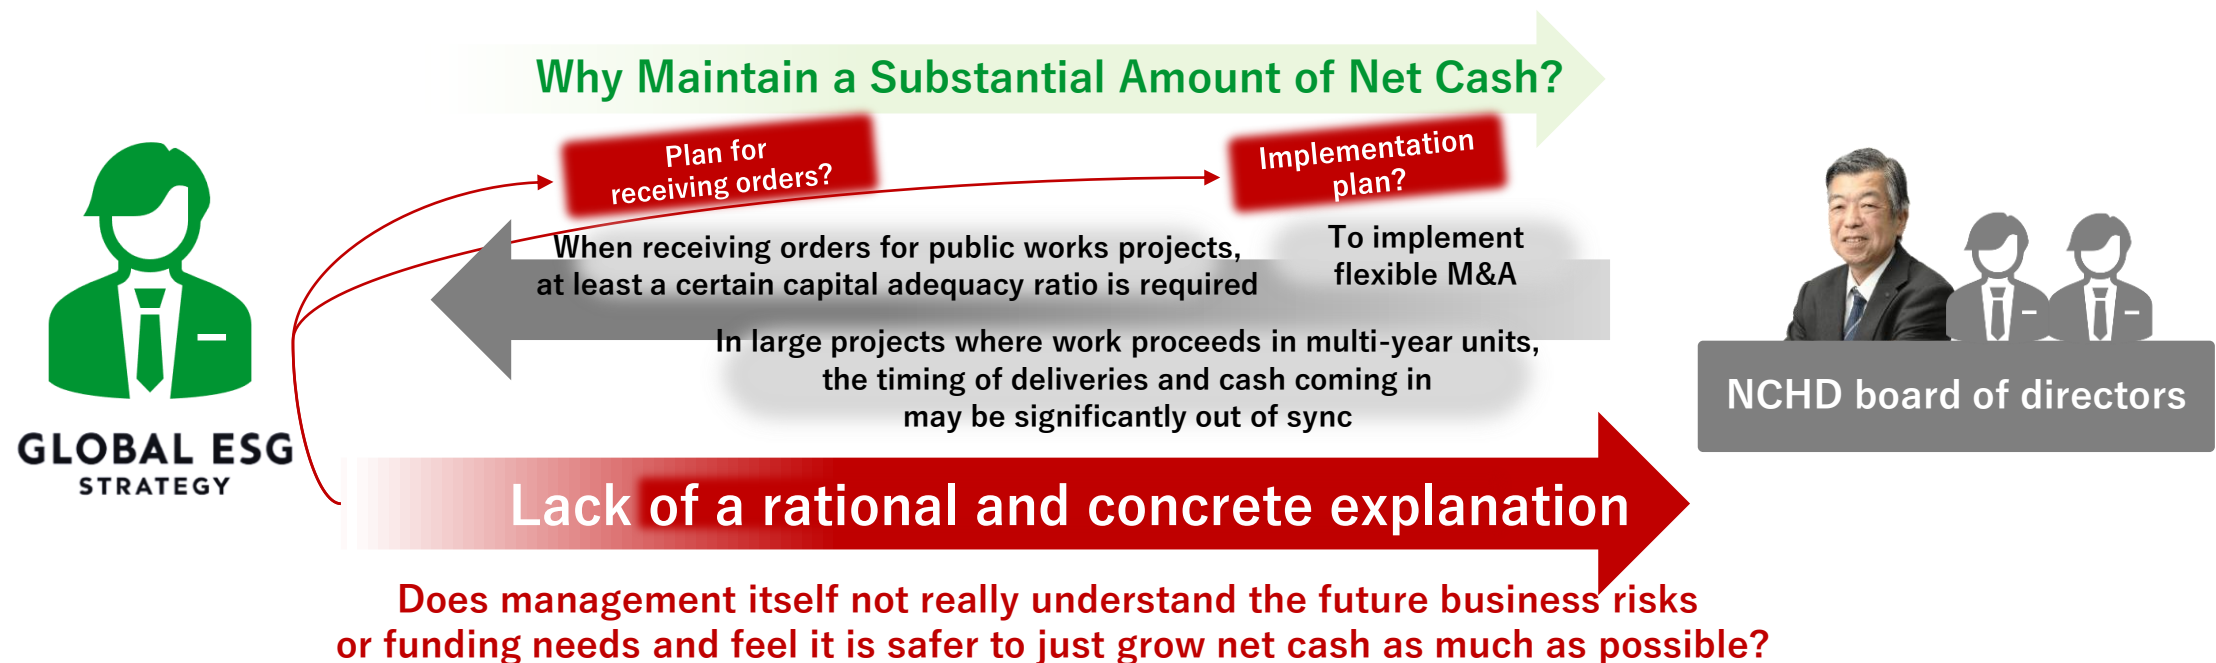 Why Maintain a Substantial Amount of Net Cash?
Plan for
receiving orders?
Implementation
plan?
When receiving orders for public works projects,
at least a certain capital adequacy ratio is required
To implement
flexible M&A
In large projects where work proceeds in multi-year units,
the timing of deliveries and cash coming in
may be significantly out of sync
GLOBAL ESG
STRATEGY
NCHD board of directors
Lack of a rational and concrete explanation
Does management itself not really understand the future business risks
or funding needs and feel it is safer to just grow net cash as much as possible?